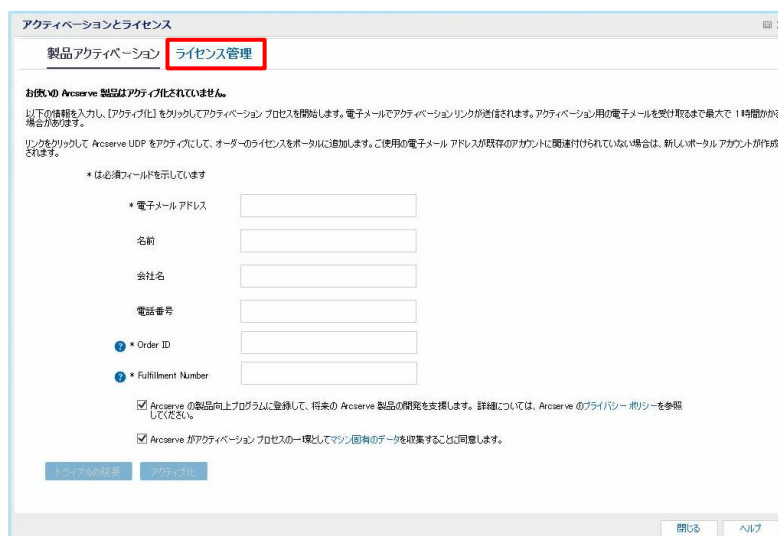 アクティベーションとライセンス
製品アクティベーション ライセンス管理
お使いの Arcserve 製品はアクティブ化されていません。
以下の情報を入力し、[アクティブ化] をクリックしてアクティベーション プロセスを開始します。電子メールでアクティベーション リンクが送信されます。アクティベーション用の電子メールを受け取るまで最大で 1 時間かかる
場合があります。
リンクをクリックして Arcserve UDP をアクティブにして、オーダーのライセンスをポータルに追加します。ご使用の電子メール アドレスが既存のアカウントに関連付けられていない場合は、新しいポータル アカウントが作成
されます。
* は必須フィールドを示しています
* 電子メール アドレス
名前
会社名
電話番号
? * Order ID
? * Fulfillment Number
Arcserve の製品向上プログラムに登録して、将来の Arcserve 製品の開発を支援します。 詳細については、Arcserve のプライバシー ポリシーを参照
してください。
Arcserve がアクティベーション プロセスの一環としてマシン固有のデータを収集することに同意します。
トライアルの延長 アクティブ化
閉じる ヘルプ